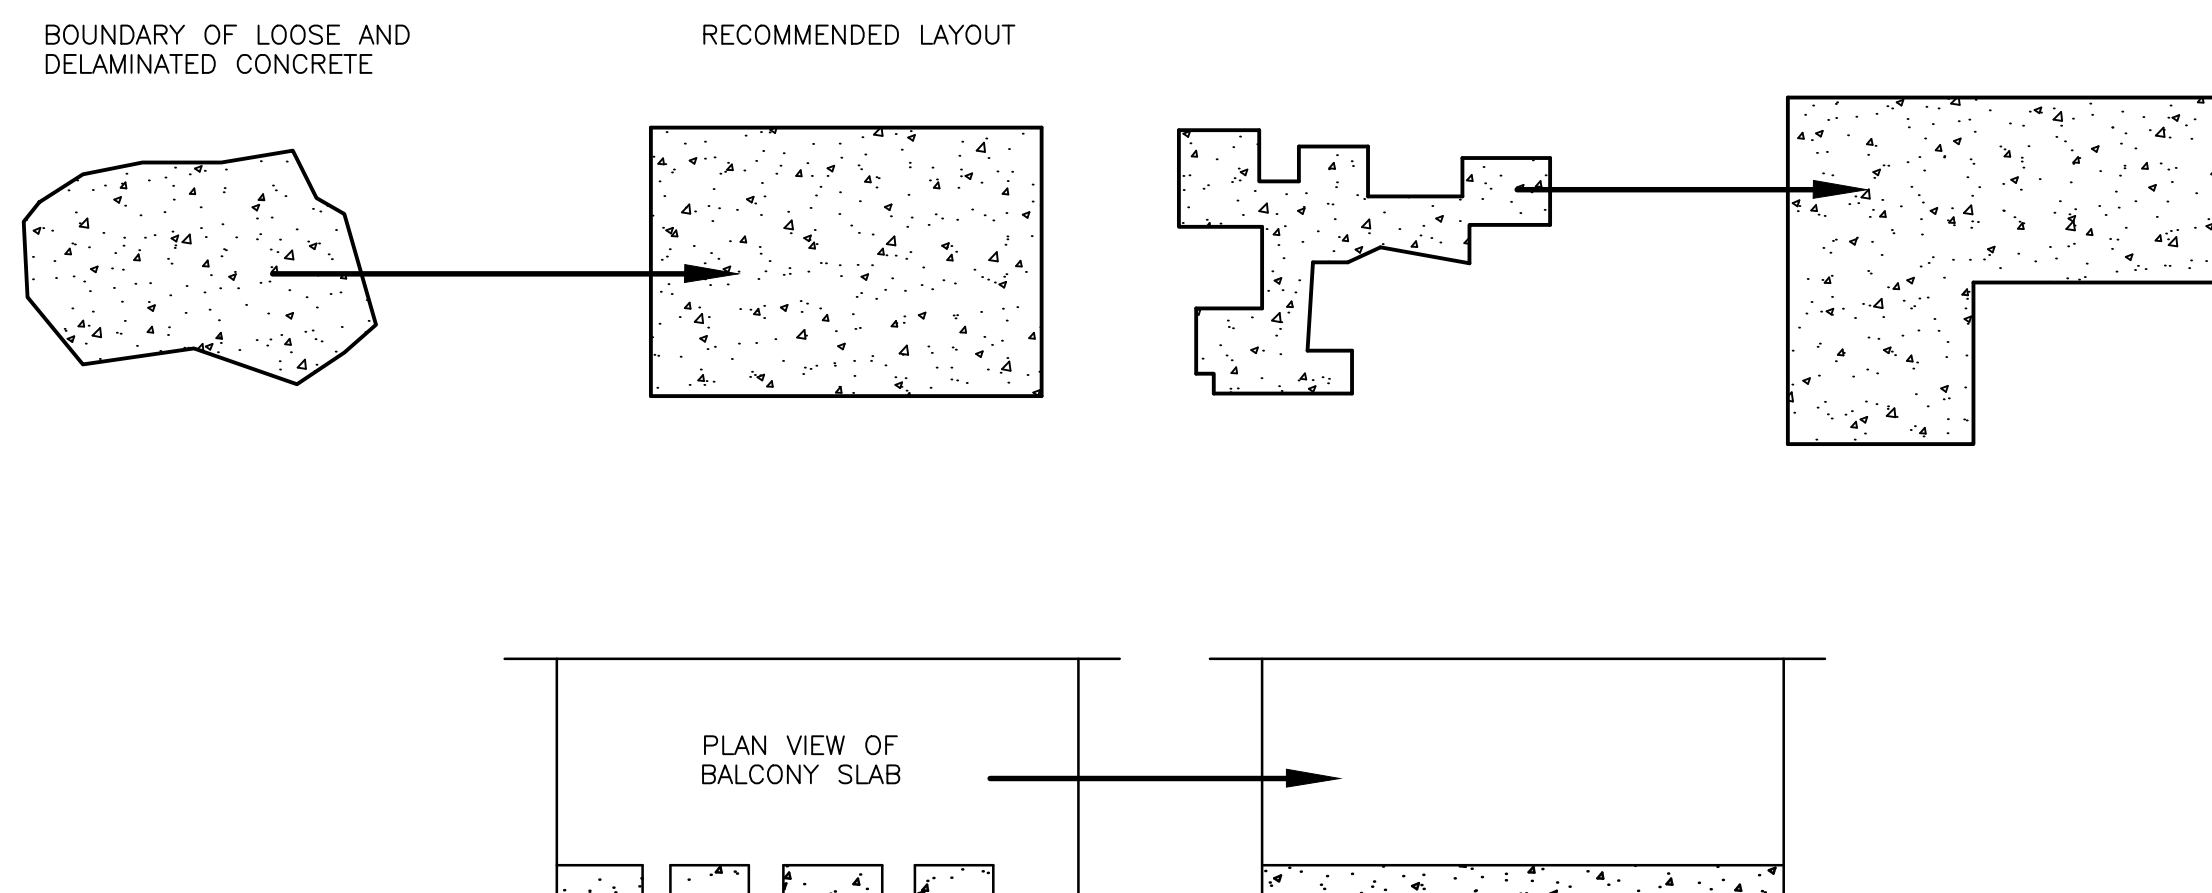 BOUNDARY OF LOOSE AND
DELAMINATED CONCRETE
RECOMMENDED LAYOUT
PLAN VIEW OF
BALCONY SLAB